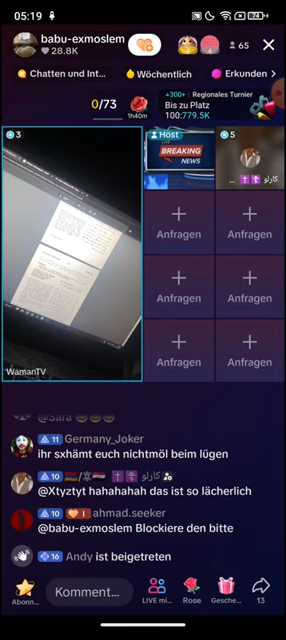 05:19
74
babu-exmoslem
28.8K
4
65
Chatten und Int...
Wöchentlich
Erkunden
0/73
1h40m
+300 Regionales Turnier
Bis zu Platz
100:779.5K
3
Host
BREAKING
NEWS
5
كارلو ✝️✝️ ...
Anfragen
Anfragen
Anfragen
Anfragen
Anfragen
Anfragen
WamanTV
@Sara
11 Germany_Joker
ihr sxhämt euch nichtmöl beim lügen
10 كارلو
@Xtyztyt hahahahah das ist so lächerlich
10 I ahmad.seeker
@babu-exmoslem Blockiere den bitte
16 Andy ist beigetreten
Abonn...
Komment...
LIVE mi...
Rose
Gesche...
13